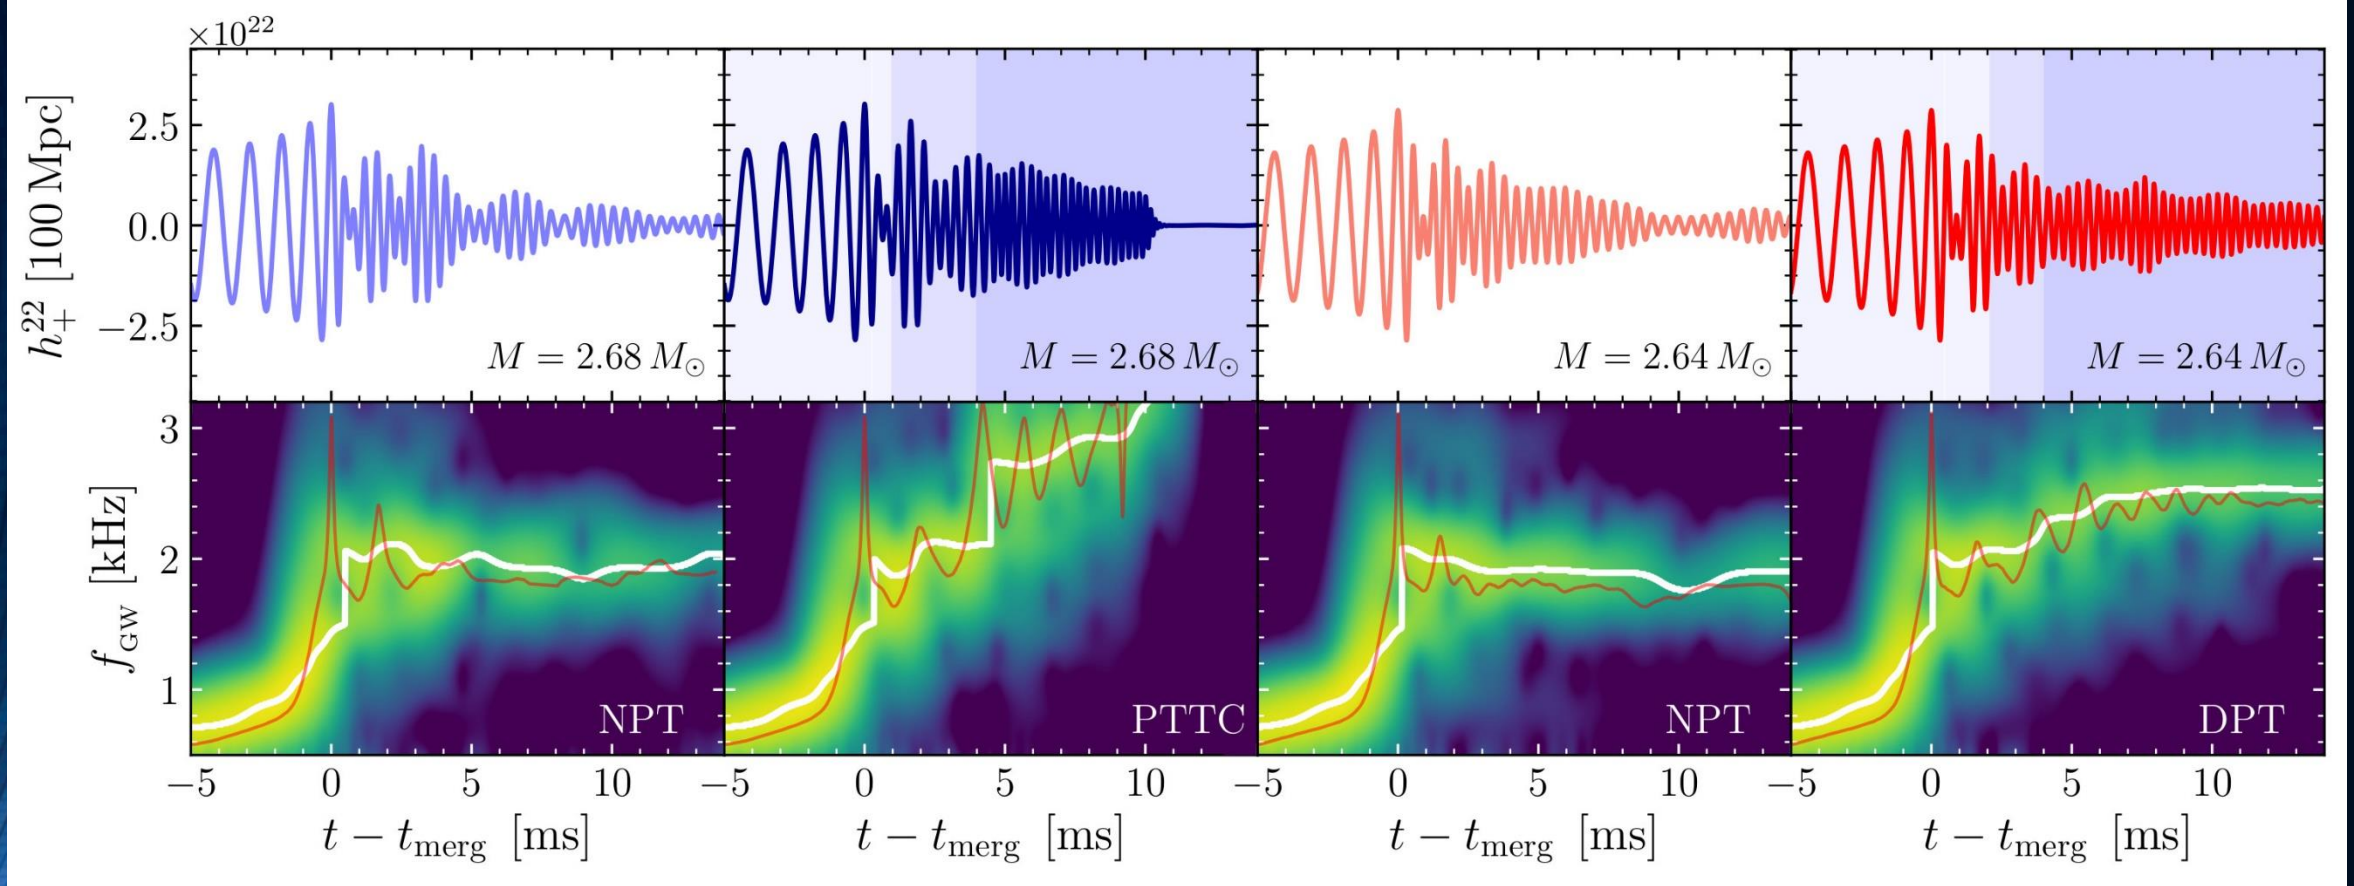 ×10²²
h₊²² [100 Mpc]
2.5
0.0
−2.5
M = 2.68 M☉
M = 2.68 M☉
M = 2.64 M☉
M = 2.64 M☉
f_GW [kHz]
3
2
1
NPT
PTTC
NPT
DPT
−5 0 5 10 −5 0 5 10 −5 0 5 10 −5 0 5 10
t − t_merg [ms]
t − t_merg [ms]
t − t_merg [ms]
t − t_merg [ms]